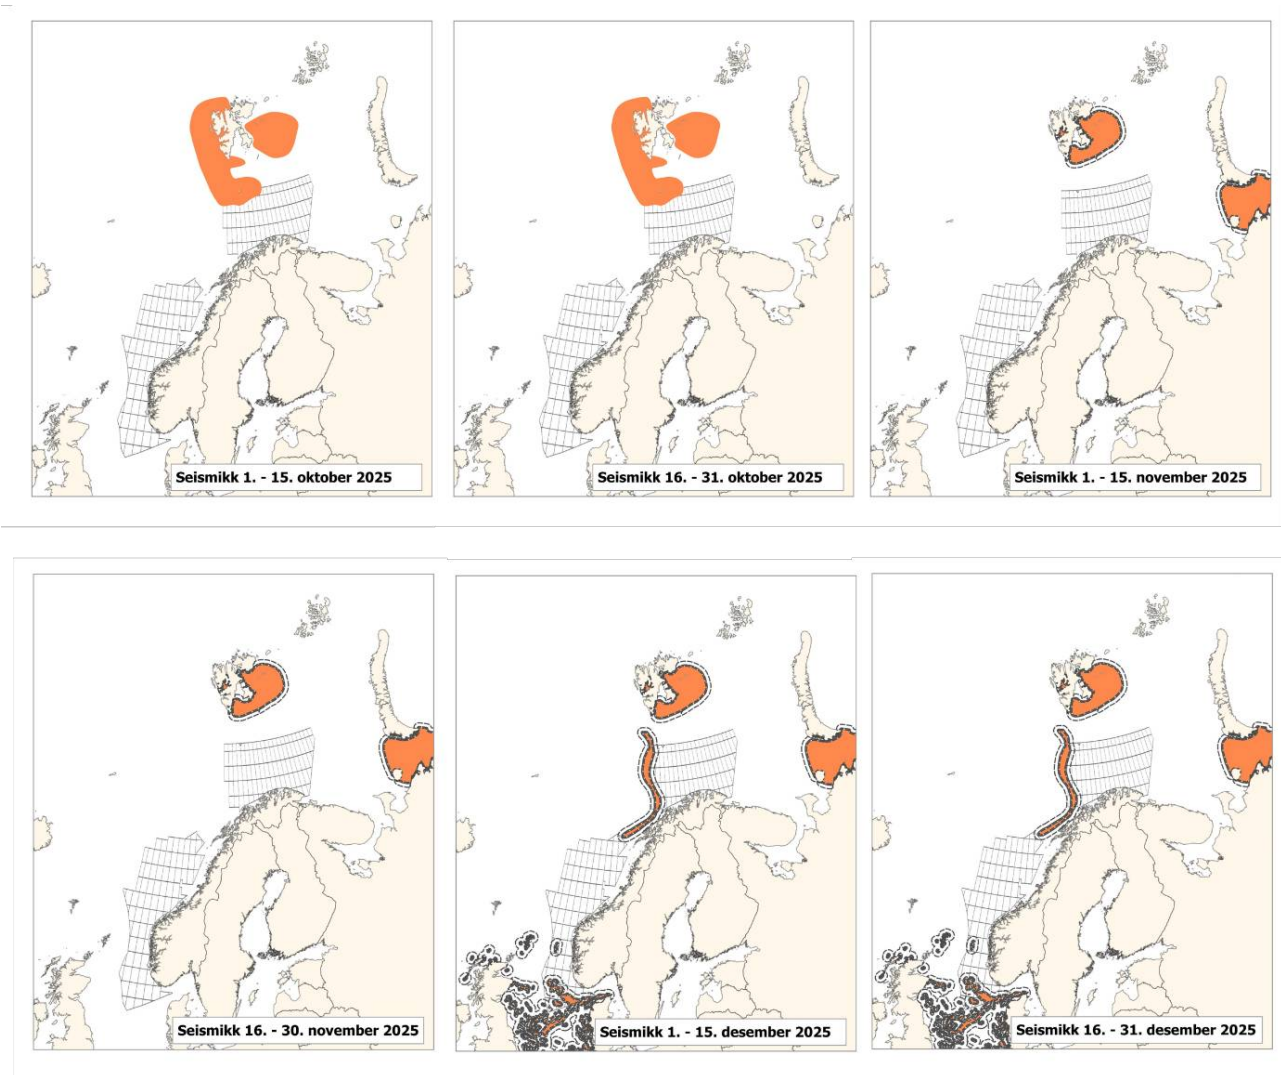 Seismikk 1. - 15. oktober 2025
Seismikk 16. - 31. oktober 2025
Seismikk 1. - 15. november 2025
Seismikk 16. - 30. november 2025
Seismikk 1. - 15. desember 2025
Seismikk 16. - 31. desember 2025